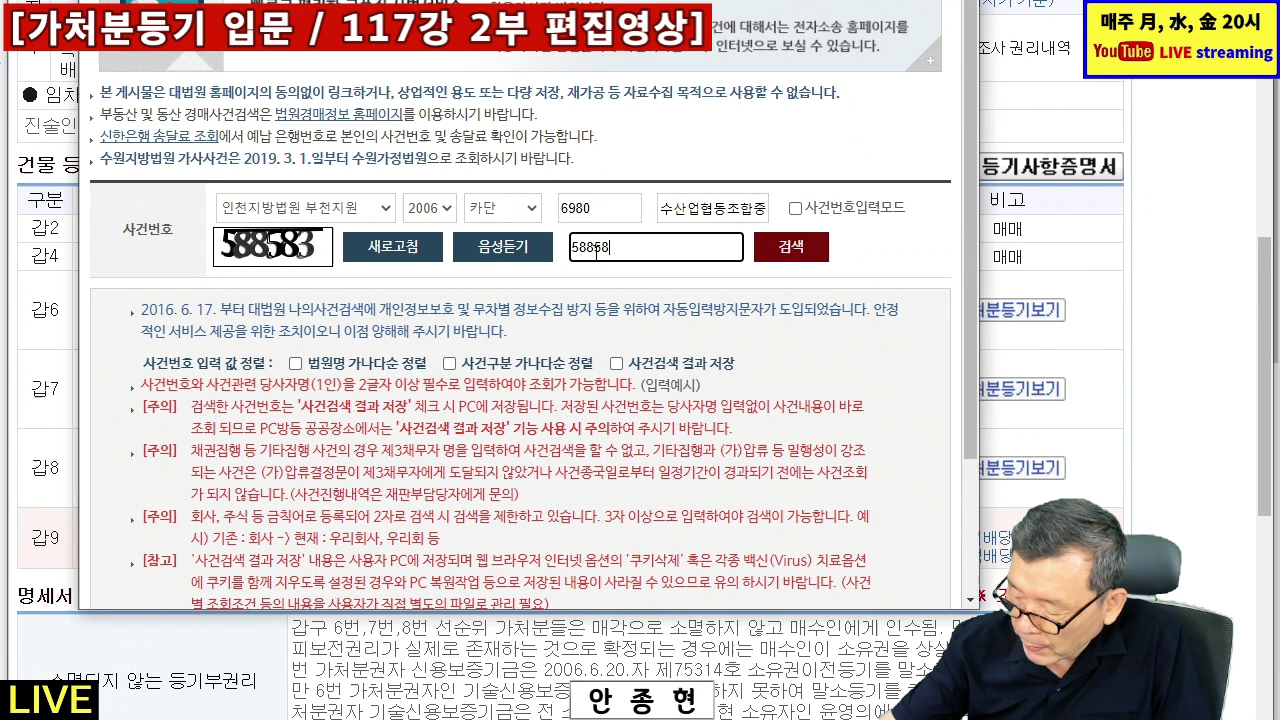 [가처분등기 입문 / 117강 2부 편집영상]
매주 月, 水, 金 20시
YouTube LIVE streaming
건에 대해서는 전자소송 홈페이지를
인터넷으로 보실 수 있습니다.
조사 권리내역
배
● 임차
진술인
본 게시물은 대법원 홈페이지의 동의없이 링크하거나, 상업적인 용도 또는 다량 저장, 재가공 등 자료수집 목적으로 사용할 수 없습니다.
부동산 및 동산 경매사건검색은 법원경매정보 홈페이지를 이용하시기 바랍니다.
신한은행 송달료 조회에서 예납 은행번호로 본인의 사건번호 및 송달료 확인이 가능합니다.
수원지방법원 가사사건은 2019. 3. 1.일부터 수원가정법원으로 조회하시기 바랍니다.
건물 등
등기사항증명서
구분
비고
사건번호
인천지방법원 부천지원 2006 카단 6980 수산업협동조합중 사건번호입력모드
588583 새로고침 음성듣기 58858 검색
갑2
매매
갑4
매매
갑6
처분등기보기
갑7
처분등기보기
갑8
처분등기보기
갑9
2016. 6. 17. 부터 대법원 나의사건검색에 개인정보보호 및 무차별 정보수집 방지 등을 위하여 자동입력방지문자가 도입되었습니다. 안정
적인 서비스 제공을 위한 조치이오니 이점 양해해 주시기 바랍니다.
사건번호 입력 값 정렬 : 법원명 가나다순 정렬 사건구분 가나다순 정렬 사건검색 결과 저장
사건번호와 사건관련 당사자명(1인)을 2글자 이상 필수로 입력하여야 조회가 가능합니다. (입력예시)
[주의] 검색한 사건번호는 '사건검색 결과 저장' 체크 시 PC에 저장됩니다. 저장된 사건번호는 당사자명 입력없이 사건내용이 바로
조회 되므로 PC방등 공공장소에서는 '사건검색 결과 저장' 기능 사용 시 주의하여 주시기 바랍니다.
[주의] 채권집행 등 기타집행 사건의 경우 제3채무자 명을 입력하여 사건검색을 할 수 없고, 기타집행과 (가)압류 등 밀행성이 강조
되는 사건은 (가)압류결정이 제3채무자에게 도달되지 않았거나 사건종국일로부터 일정기간이 경과되기 전에는 사건조회
가 되지 않습니다.(사건진행내역은 재판부담당자에게 문의)
[주의] 회사, 주식 등 금칙어로 등록되어 2자로 검색 시 검색을 제한하고 있습니다. 3자 이상으로 입력하여야 검색이 가능합니다. 예
시) 기존 : 회사 -> 현재 : 우리회사, 우리회 등
[참고] '사건검색 결과 저장' 내용은 사용자 PC에 저장되며 웹 브라우저 인터넷 옵션의 '쿠키삭제' 혹은 각종 백신(Virus) 치료옵션
에 쿠키를 함께 지우도록 설정된 경우와 PC 복원작업 등으로 저장된 내용이 사라질 수 있으므로 유의 하시기 바랍니다. (사건
별 조회조건 등의 내용을 사용자가 직접 별도의 파일로 관리 필요)
명세서
갑구 6번,7번,8번 선순위 가처분들은 매각으로 소멸하지 않고 매수인에게 인수됨.
피보전권리가 실제로 존재하는 것으로 확정되는 경우에는 매수인이 소유권을 상실
번 가처분권자 신용보증기금은 2006.6.20.자 제75314호 소유권이전등기를 말소
소멸되지 않는 등기부권리
만 6번 가처분권자인 기술신용보증 하지 못하여 말소등기를
처분권자 기술신용보증기금은 전 현 소유자인 윤영의에
LIVE
안 종 현